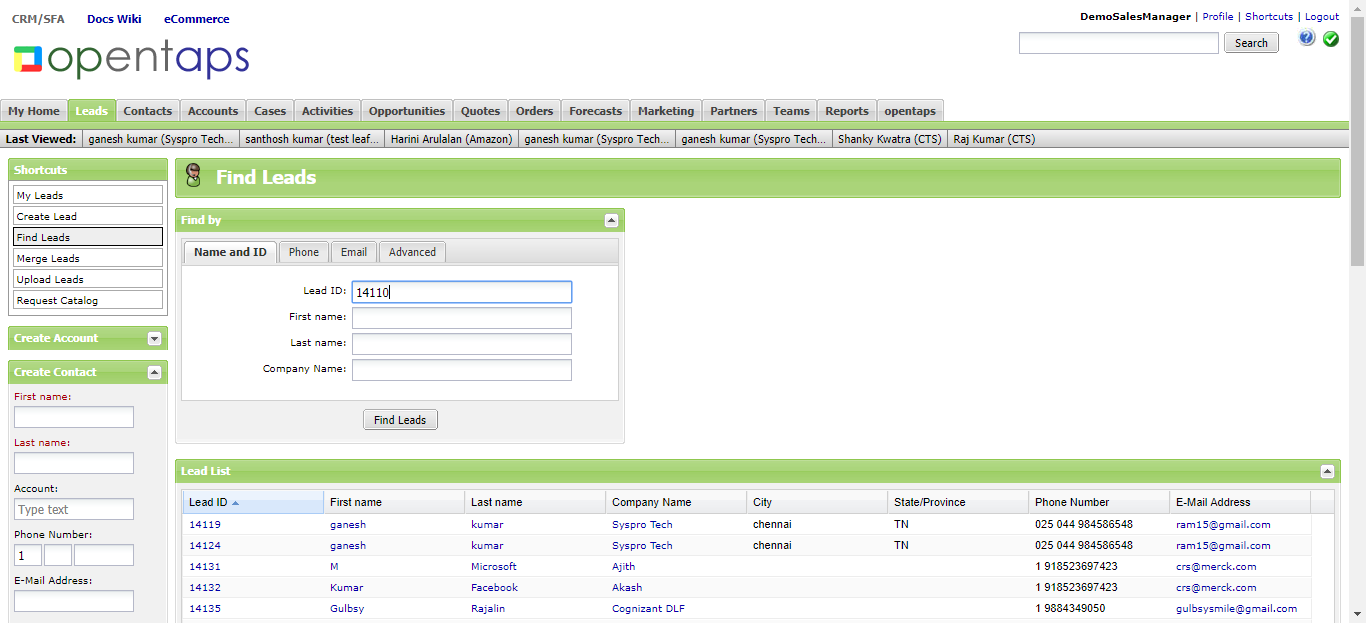 CRM/SFA Docs Wiki eCommerce
DemoSalesManager | Profile | Shortcuts | Logout
opentaps
Search
My Home Leads Contacts Accounts Cases Activities Opportunities Quotes Orders Forecasts Marketing Partners Teams Reports opentaps
Last Viewed: ganesh kumar (Syspro Tech... santhosh kumar (test leaf... Harini Arulalan (Amazon) ganesh kumar (Syspro Tech... ganesh kumar (Syspro Tech... Shanky Kwatra (CTS) Raj Kumar (CTS)
Shortcuts
My Leads
Create Lead
Find Leads
Merge Leads
Upload Leads
Request Catalog
Create Account
Create Contact
First name:
Last name:
Account:
Type text
Phone Number:
1
E-Mail Address:
Find Leads
Find by
Name and ID Phone Email Advanced
Lead ID: 14110
First name:
Last name:
Company Name:
Find Leads
Lead List
Lead ID First name Last name Company Name City State/Province Phone Number E-Mail Address
14119 ganesh kumar Syspro Tech chennai TN 025 044 984586548 ram15@gmail.com
14124 ganesh kumar Syspro Tech chennai TN 025 044 984586548 ram15@gmail.com
14131 M Microsoft Ajith 1 918523697423 crs@merck.com
14132 Kumar Facebook Akash 1 918523697423 crs@merck.com
14135 Gulbsy Rajalin Cognizant DLF 1 9884349050 gulbsysmile@gmail.com